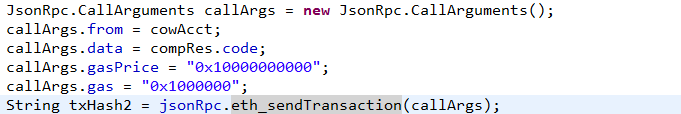 JsonRpc.CallArguments callArgs = new JsonRpc.CallArguments();
callArgs.from = cowAcct;
callArgs.data = compRes.code;
callArgs.gasPrice = "0x10000000000";
callArgs.gas = "0x1000000";
String txHash2 = jsonRpc.eth_sendTransaction(callArgs);